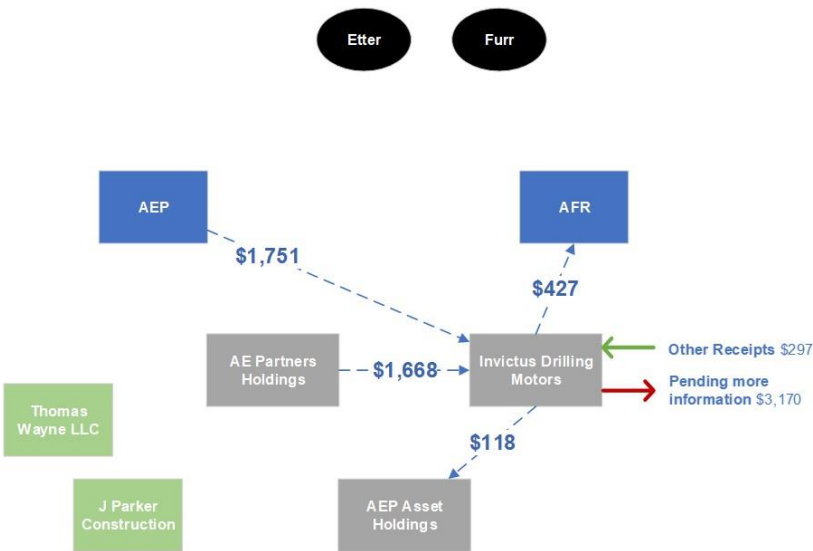 Etter
Furr
AEP
AFR
$1,751
$427
AE Partners
Holdings
$1,668
Invictus Drilling
Motors
Other Receipts $297
Pending more
information $3,170
Thomas
Wayne LLC
$118
J Parker
Construction
AEP Asset
Holdings